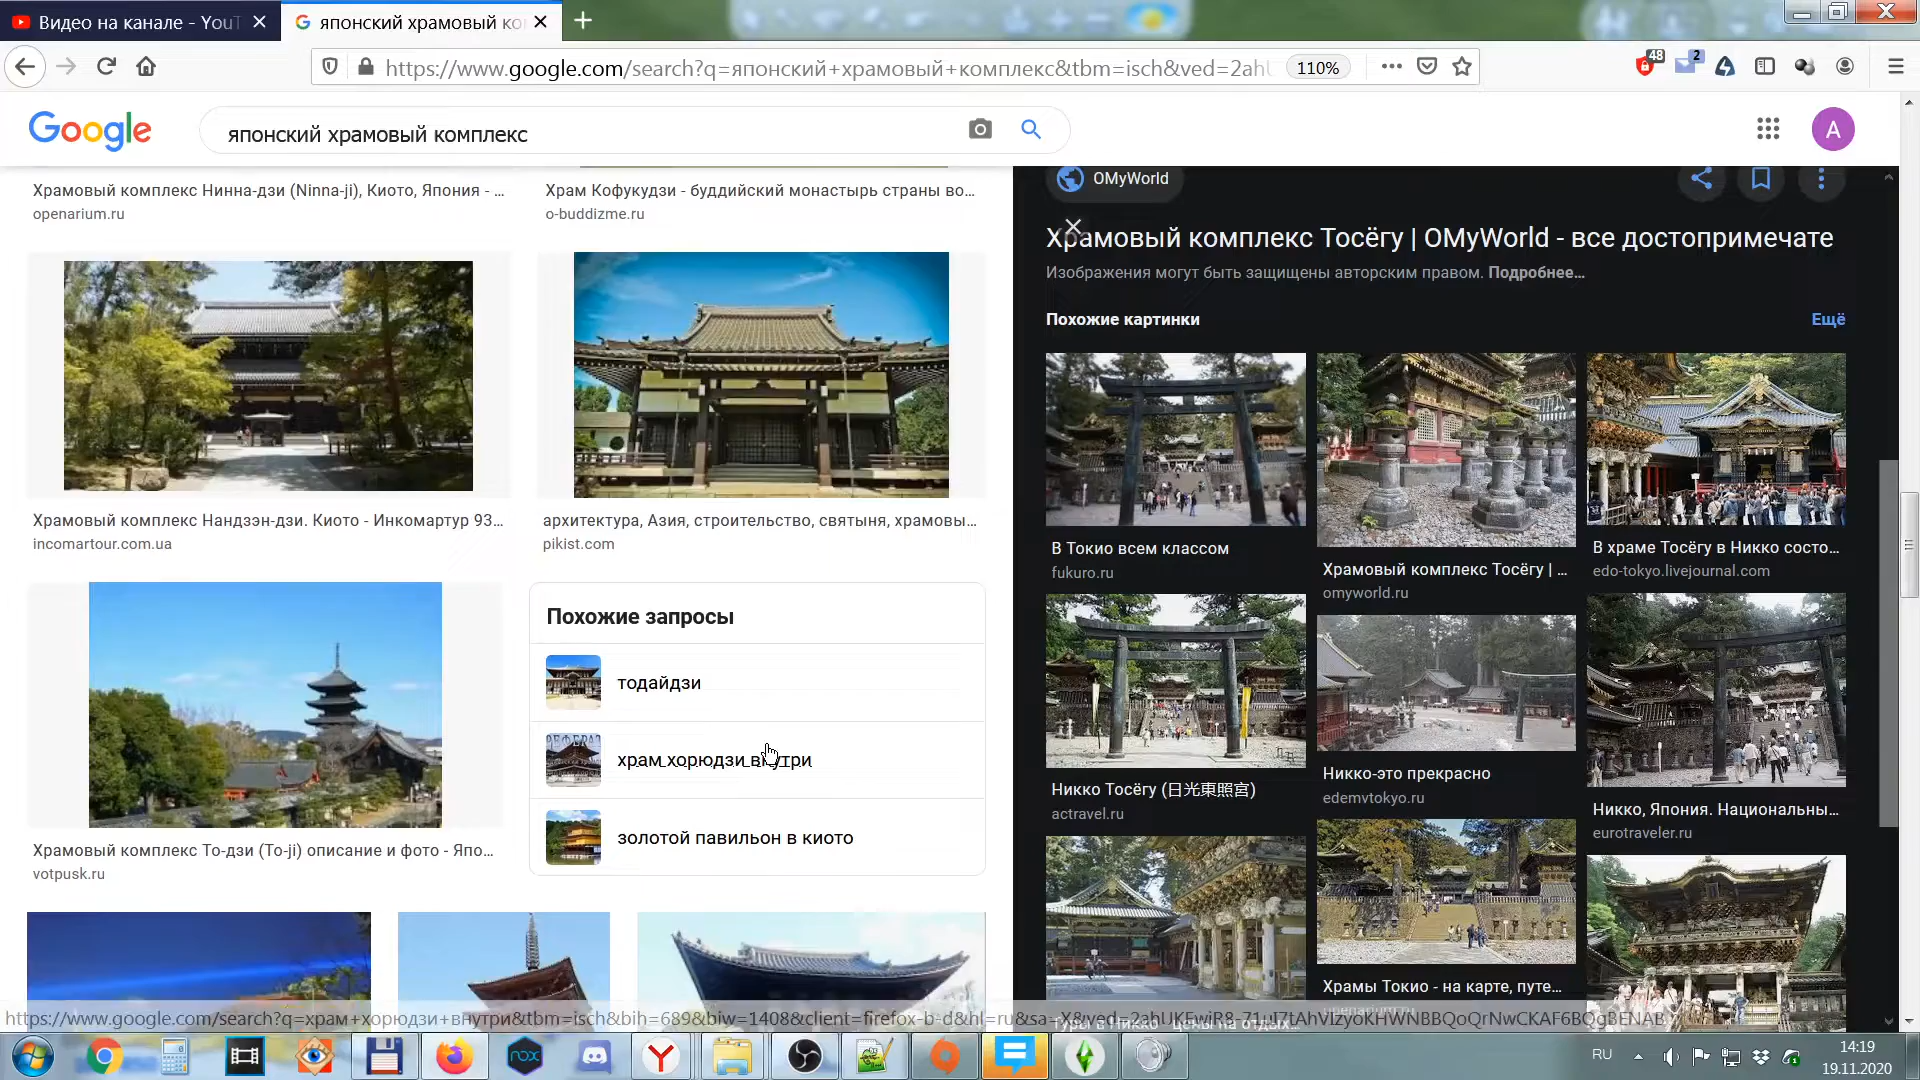 Видео на канале - YouT
японский храмовый ко
https://www.google.com/search?q=японский+храмовый+комплекс&tbm=isch&ved=2ah
110%
48
2
Google
японский храмовый комплекс
A
Храмовый комплекс Нинна-дзи (Ninna-ji), Киото, Япония - ...
openarium.ru
Храм Кофукудзи - буддийский монастырь страны во...
o-buddizme.ru
Храмовый комплекс Нандзэн-дзи. Киото - Инкомартур 93...
incomartour.com.ua
архитектура, Азия, строительство, святыня, храмовы...
pikist.com
Храмовый комплекс То-дзи (To-ji) описание и фото - Япо...
votpusk.ru
Похожие запросы
тодайдзи
храм хорюдзи внутри
золотой павильон в киото
OMyWorld
Храмовый комплекс Тосёгу | OMyWorld - все достопримечате
Изображения могут быть защищены авторским правом. Подробнее...
Похожие картинки
Ещё
В Токио всем классом
fukuro.ru
Храмовый комплекс Тосёгу | ...
omyworld.ru
В храме Тосёгу в Никко состо...
edo-tokyo.livejournal.com
Никко Тосёгу (日光東照宮)
actravel.ru
Никко-это прекрасно
edemvtokyo.ru
Никко, Япония. Национальны...
eurotraveler.ru
Храмы Токио - на карте, путе...
nox
RU
14:19
19.11.2020